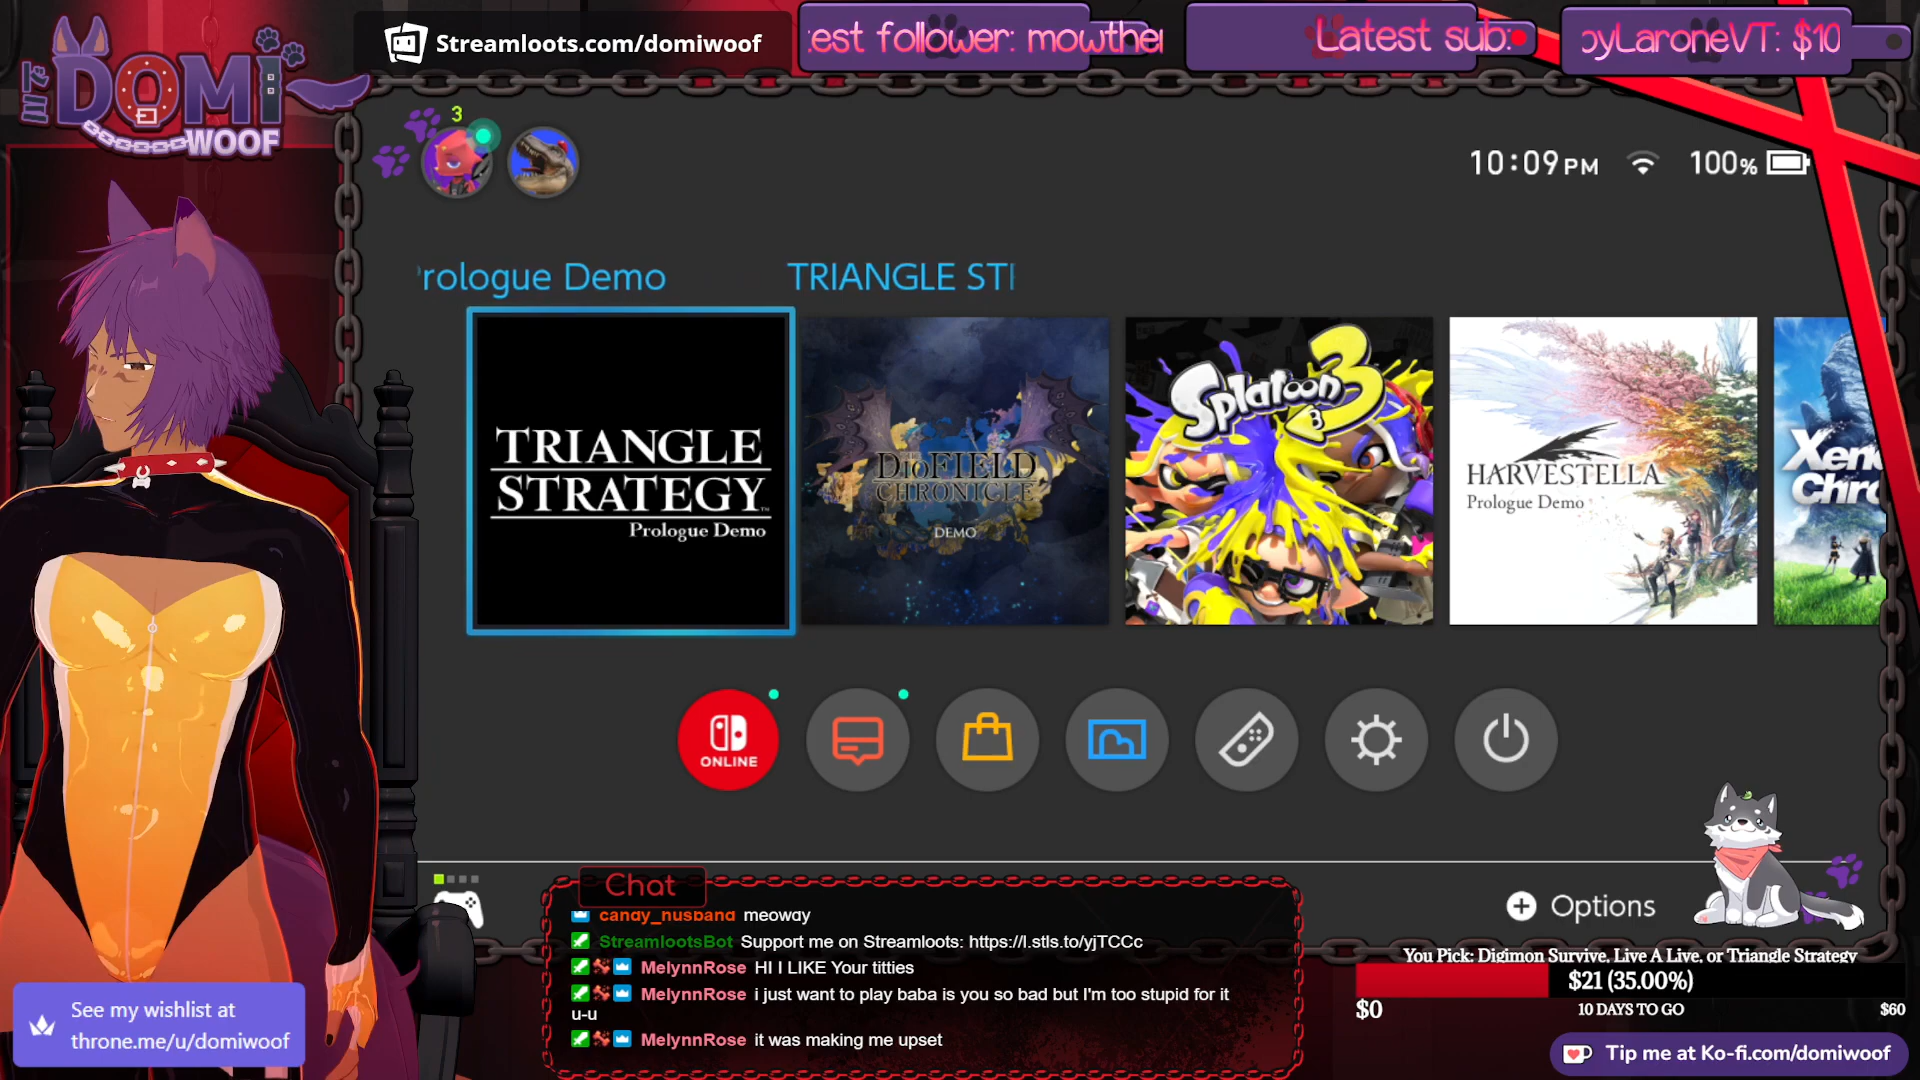 DOMI
WOOF
Streamloots.com/domiwoof
est follower: mowther
Latest sub:
oyLaroneVT: $10
3
10:09 PM
100%
rologue Demo
TRIANGLE STI
TRIANGLE
STRATEGY
Prologue Demo
THE DIOFIELD
CHRONICLE
DEMO
Splatoon 3
HARVESTELLA
Prologue Demo
Xeno
Chro
ONLINE
Options
Chat
candy_husband meowdy
StreamlootsBot Support me on Streamloots: https://l.stls.to/yjTCCc
MelynnRose HI I LIKE Your titties
MelynnRose i just want to play baba is you so bad but I'm too stupid for it
u-u
MelynnRose it was making me upset
You Pick: Digimon Survive, Live A Live, or Triangle Strategy
$21 (35.00%)
$0
10 DAYS TO GO
$60
See my wishlist at
throne.me/u/domiwoof
Tip me at Ko-fi.com/domiwoof